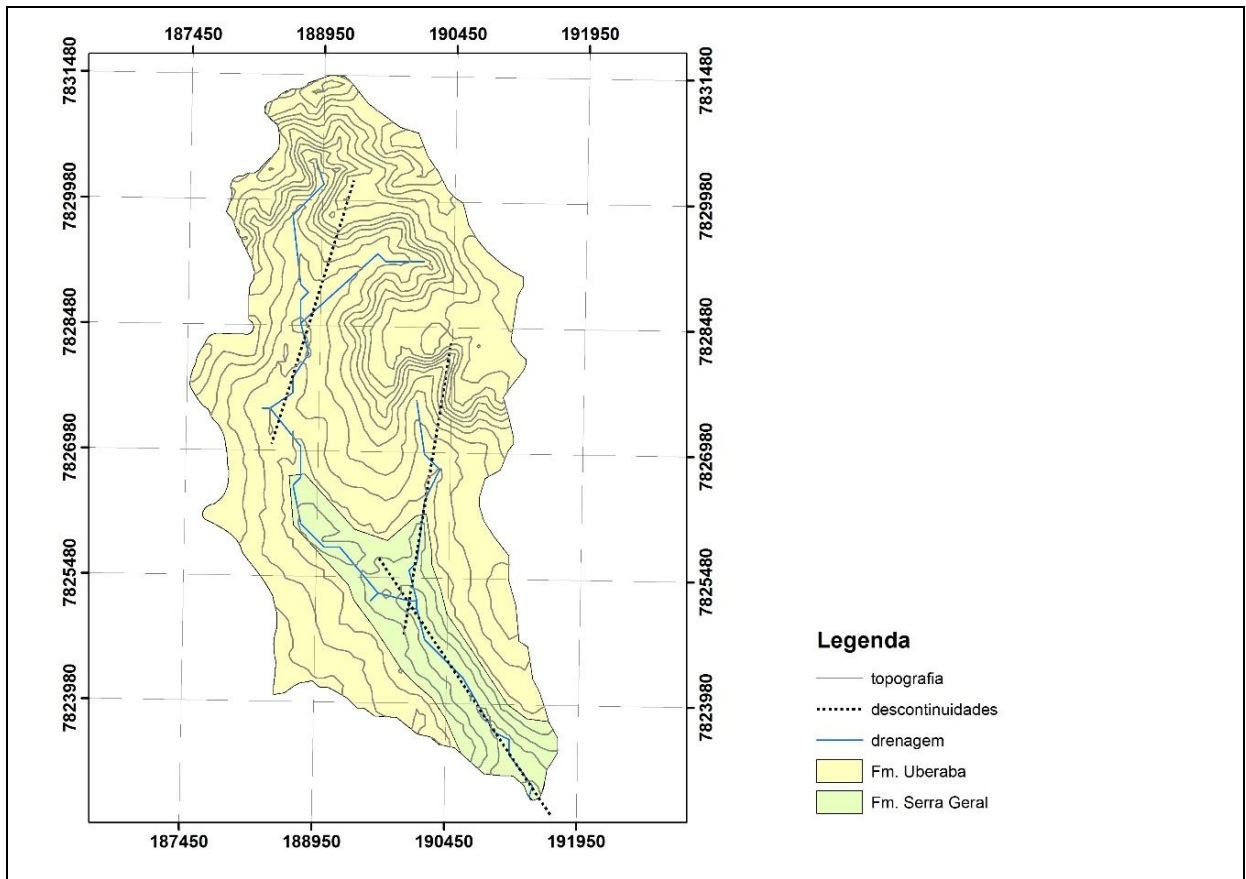 187450 188950 190450 191950
7831480 7831480
7829980 7829980
7828480 7828480
7826980 7826980
7825480 7825480
7823980 7823980
187450 188950 190450 191950
Legenda
topografia
descontinuidades
drenagem
Fm. Uberaba
Fm. Serra Geral